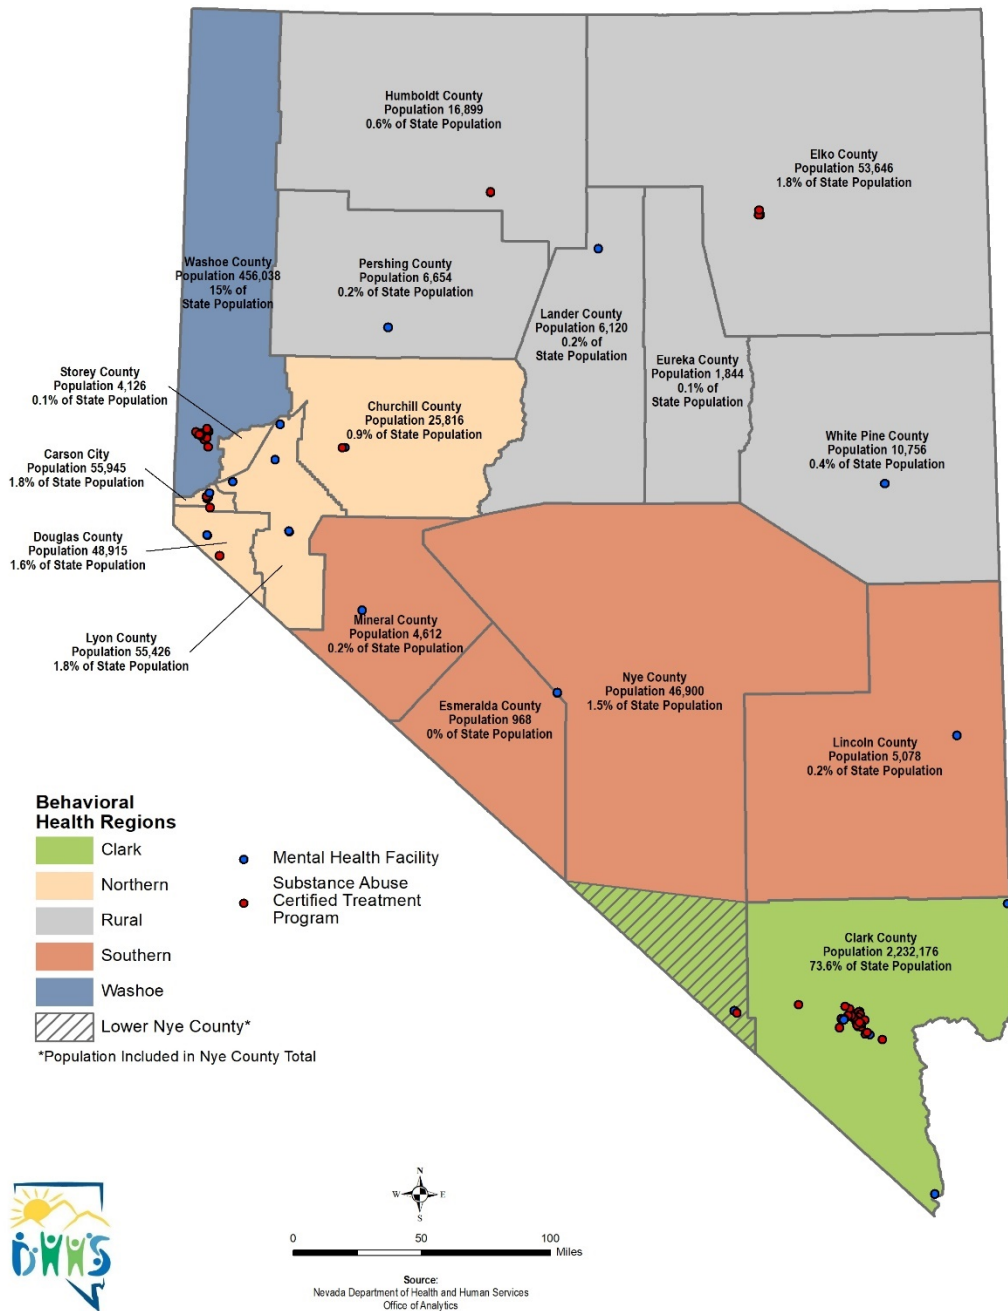 Humboldt County
Population 16,899
0.6% of State Population
Elko County
Population 53,646
1.8% of State Population
Washoe County
Population 456,038
15% of
State Population
Pershing County
Population 6,654
0.2% of State Population
Lander County
Population 6,120
0.2% of
State Population
Eureka County
Population 1,844
0.1% of
State Population
Storey County
Population 4,126
0.1% of State Population
Churchill County
Population 25,816
0.9% of State Population
White Pine County
Population 10,756
0.4% of State Population
Carson City
Population 55,945
1.8% of State Population
Douglas County
Population 48,915
1.6% of State Population
Lyon County
Population 55,426
1.8% of State Population
Mineral County
Population 4,612
0.2% of State Population
Esmeralda County
Population 968
0% of State Population
Nye County
Population 46,900
1.5% of State Population
Lincoln County
Population 5,078
0.2% of State Population
Clark County
Population 2,232,176
73.6% of State Population
Behavioral
Health Regions
Clark
Northern
Rural
Southern
Washoe
Lower Nye County*
*Population Included in Nye County Total
Mental Health Facility
Substance Abuse
Certified Treatment
Program
DHHS
N
W E
S
0 50 100
Miles
Source:
Nevada Department of Health and Human Services
Office of Analytics